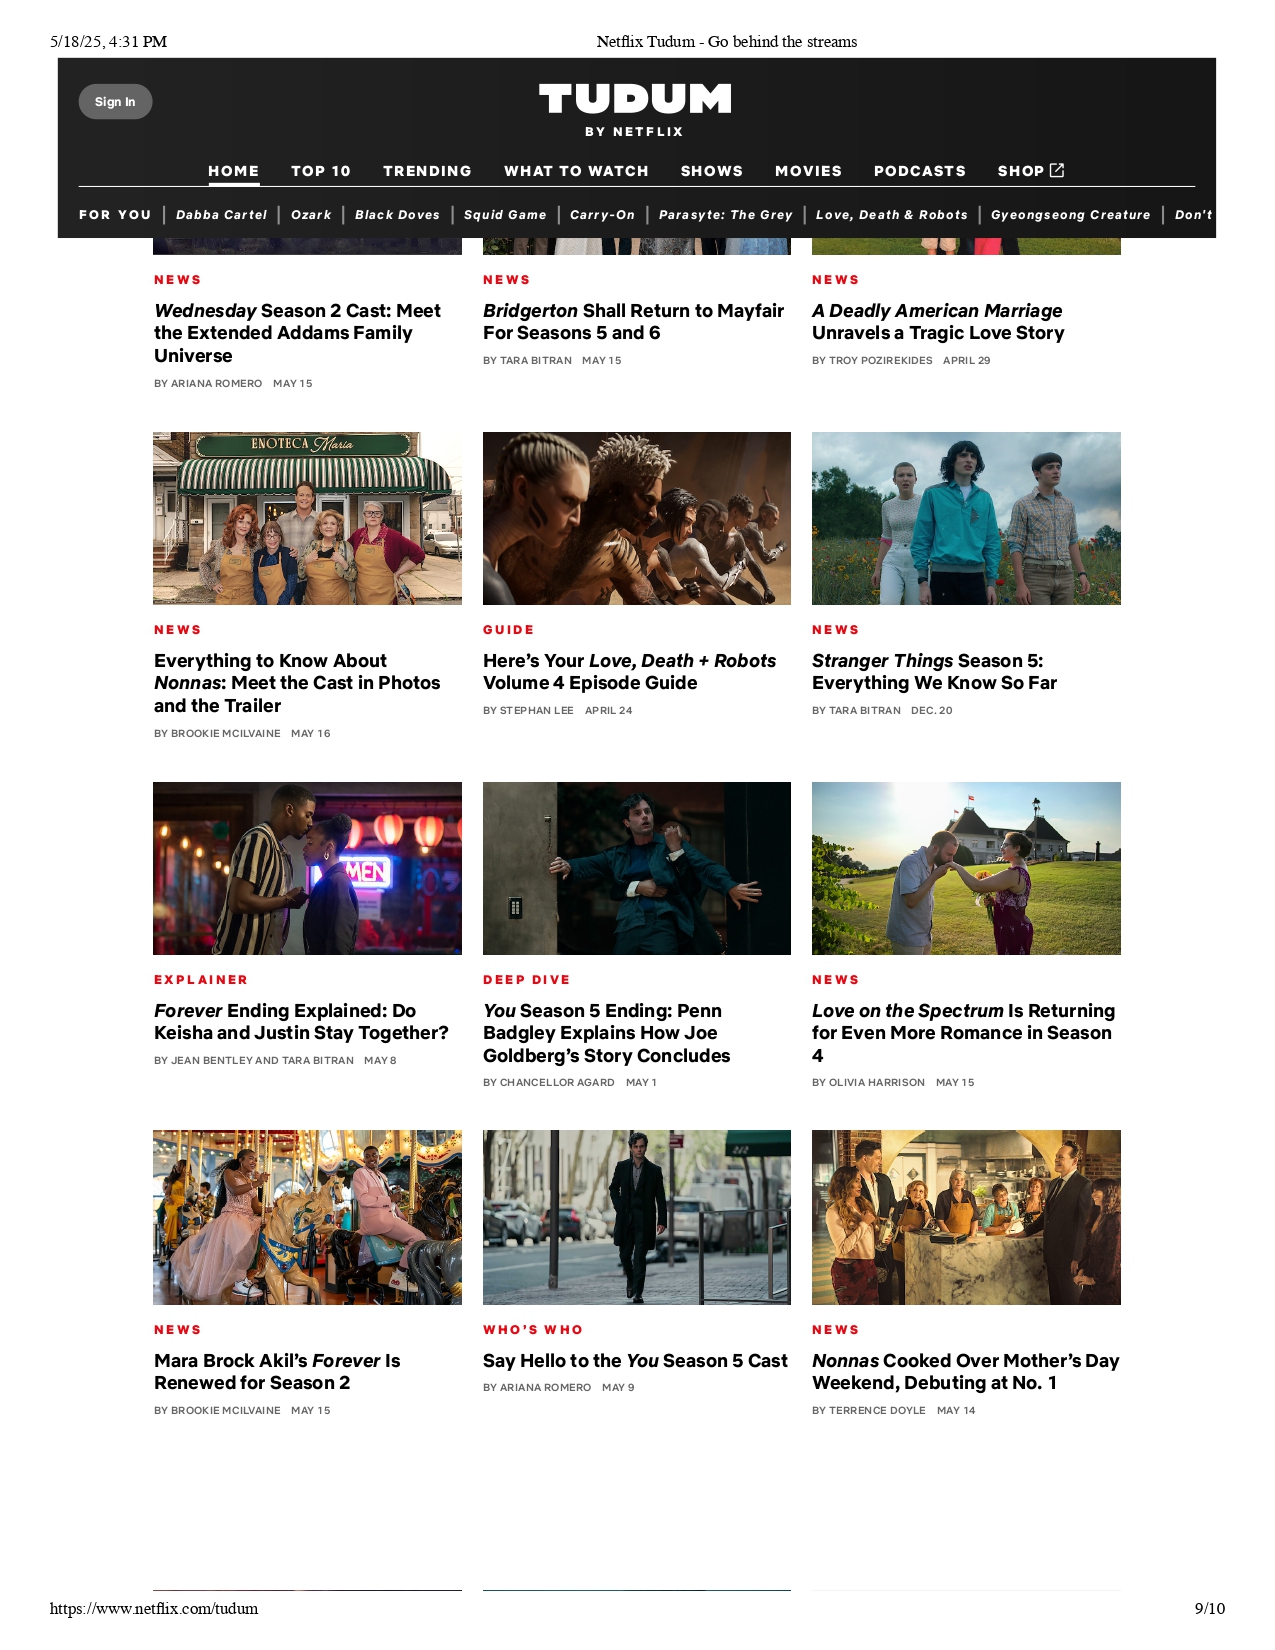 5/18/25, 4:31 PM
Netflix Tudum - Go behind the streams
Sign In
TUDUM
BY NETFLIX
HOME TOP 10 TRENDING WHAT TO WATCH SHOWS MOVIES PODCASTS SHOP
FOR YOU | Dabba Cartel | Ozark | Black Doves | Squid Game | Carry-On | Parasyte: The Grey | Love, Death & Robots | Gyeongseong Creature | Don't
NEWS
Wednesday Season 2 Cast: Meet
the Extended Addams Family
Universe
BY ARIANA ROMERO MAY 15
NEWS
Bridgerton Shall Return to Mayfair
For Seasons 5 and 6
BY TARA BITRAN MAY 15
NEWS
A Deadly American Marriage
Unravels a Tragic Love Story
BY TROY POZIREKIDES APRIL 29
ENOTECA Maria
NEWS
Everything to Know About
Nonnas: Meet the Cast in Photos
and the Trailer
BY BROOKIE MCILVAINE MAY 16
GUIDE
Here’s Your Love, Death + Robots
Volume 4 Episode Guide
BY STEPHAN LEE APRIL 24
NEWS
Stranger Things Season 5:
Everything We Know So Far
BY TARA BITRAN DEC. 20
MEN
EXPLAINER
Forever Ending Explained: Do
Keisha and Justin Stay Together?
BY JEAN BENTLEY AND TARA BITRAN MAY 8
DEEP DIVE
You Season 5 Ending: Penn
Badgley Explains How Joe
Goldberg’s Story Concludes
BY CHANCELLOR AGARD MAY 1
NEWS
Love on the Spectrum Is Returning
for Even More Romance in Season
4
BY OLIVIA HARRISON MAY 15
NEWS
Mara Brock Akil’s Forever Is
Renewed for Season 2
BY BROOKIE MCILVAINE MAY 15
WHO’S WHO
Say Hello to the You Season 5 Cast
BY ARIANA ROMERO MAY 9
NEWS
Nonnas Cooked Over Mother’s Day
Weekend, Debuting at No. 1
BY TERRENCE DOYLE MAY 14
https://www.netflix.com/tudum
9/10